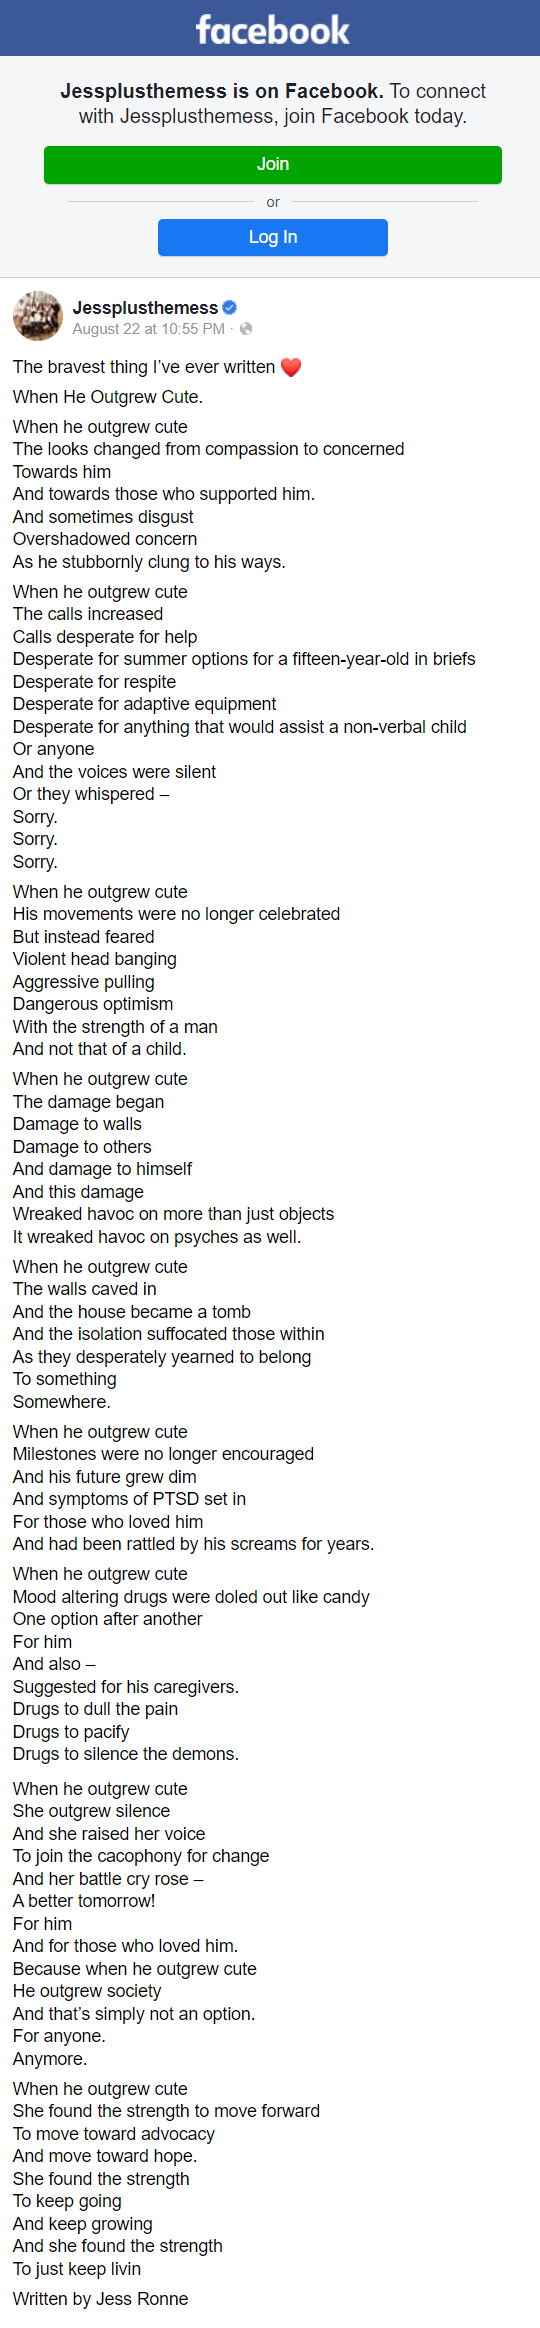 facebook
Jessplusthemess is on Facebook. To connect
with Jessplusthemess, join Facebook today.
Join
or
Log In
Jessplusthemess
August 22 at 10:55 PM ·
The bravest thing I’ve ever written
When He Outgrew Cute.
When he outgrew cute
The looks changed from compassion to concerned
Towards him
And towards those who supported him.
And sometimes disgust
Overshadowed concern
As he stubbornly clung to his ways.
When he outgrew cute
The calls increased
Calls desperate for help
Desperate for summer options for a fifteen-year-old in briefs
Desperate for respite
Desperate for adaptive equipment
Desperate for anything that would assist a non-verbal child
Or anyone
And the voices were silent
Or they whispered –
Sorry.
Sorry.
Sorry.
When he outgrew cute
His movements were no longer celebrated
But instead feared
Violent head banging
Aggressive pulling
Dangerous optimism
With the strength of a man
And not that of a child.
When he outgrew cute
The damage began
Damage to walls
Damage to others
And damage to himself
And this damage
Wreaked havoc on more than just objects
It wreaked havoc on psyches as well.
When he outgrew cute
The walls caved in
And the house became a tomb
And the isolation suffocated those within
As they desperately yearned to belong
To something
Somewhere.
When he outgrew cute
Milestones were no longer encouraged
And his future grew dim
And symptoms of PTSD set in
For those who loved him
And had been rattled by his screams for years.
When he outgrew cute
Mood altering drugs were doled out like candy
One option after another
For him
And also –
Suggested for his caregivers.
Drugs to dull the pain
Drugs to pacify
Drugs to silence the demons.
When he outgrew cute
She outgrew silence
And she raised her voice
To join the cacophony for change
And her battle cry rose –
A better tomorrow!
For him
And for those who loved him.
Because when he outgrew cute
He outgrew society
And that’s simply not an option.
For anyone.
Anymore.
When he outgrew cute
She found the strength to move forward
To move toward advocacy
And move toward hope.
She found the strength
To keep going
And keep growing
And she found the strength
To just keep livin
Written by Jess Ronne